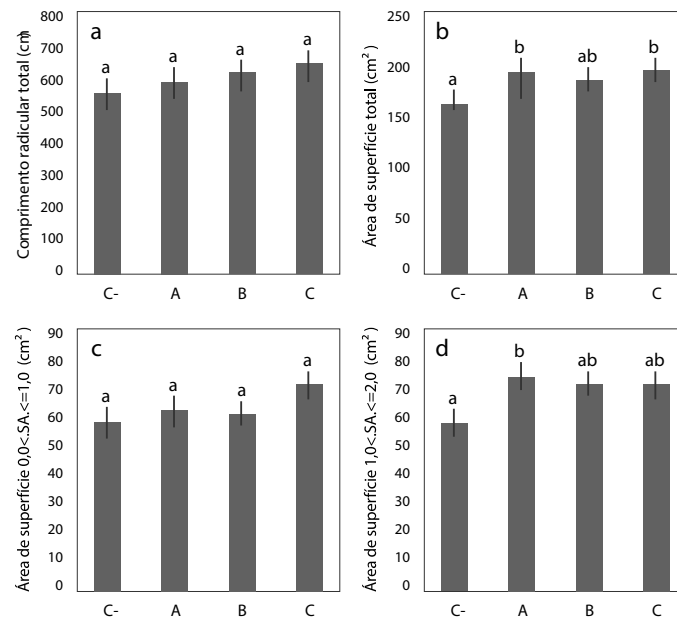 Comprimento radicular total (cm)
800
700
600
500
400
300
200
100
0
a
a
a
a
a
C-
A
B
C
Área de superfície total (cm²)
250
200
150
100
50
0
b
a
b
ab
b
C-
A
B
C
Área de superfície 0,0<.SA.<=1,0 (cm²)
90
80
70
60
50
40
30
20
10
0
c
a
a
a
a
C-
A
B
C
Área de superfície 1,0<.SA.<=2,0 (cm²)
90
80
70
60
50
40
30
20
10
0
d
a
b
ab
ab
C-
A
B
C